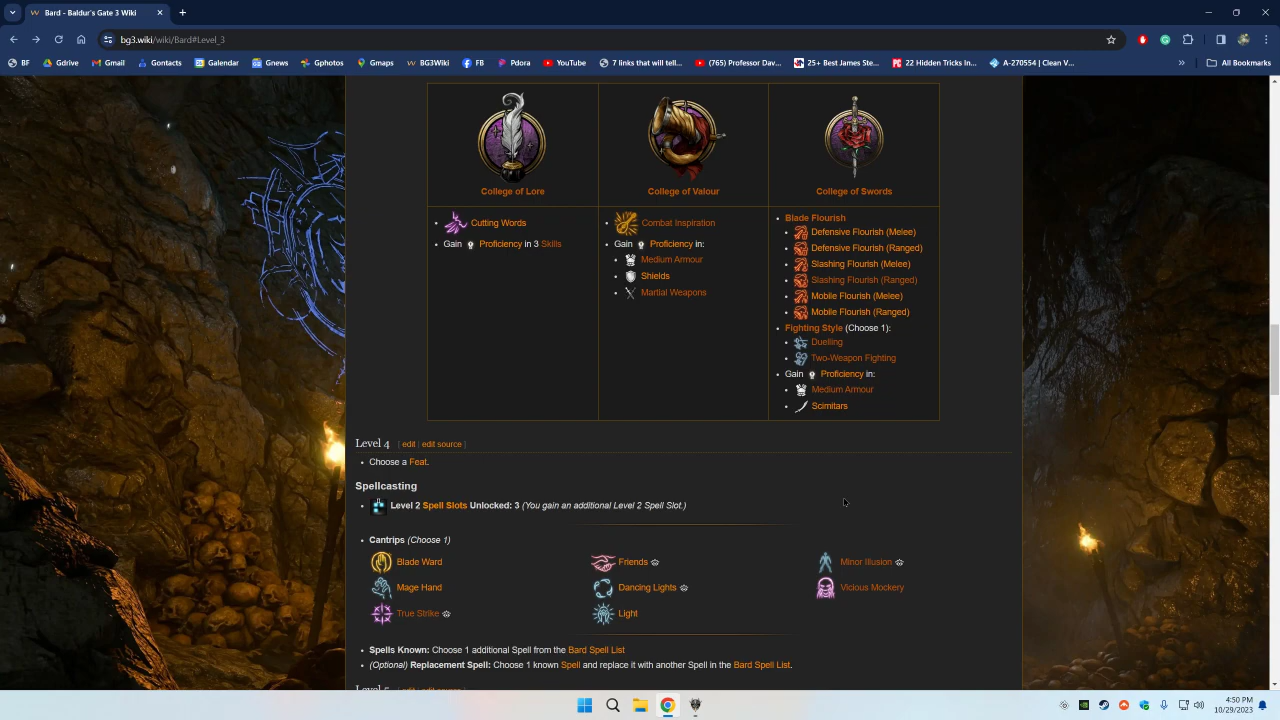 Bard - Baldur's Gate 3 Wiki
bg3.wiki/wiki/Bard#Level_3
BF Gdrive Gmail Gontacts Galendar Gnews Gphotos Gmaps BG3Wiki FB Pdora YouTube 7 links that will tell... (765) Professor Dav... 25+ Best James Ste... 22 Hidden Tricks In... A-270554 | Clean V... » All Bookmarks
College of Lore
College of Valour
College of Swords
Cutting Words
Gain Proficiency in 3 Skills
Combat Inspiration
Gain Proficiency in:
Medium Armour
Shields
Martial Weapons
Blade Flourish
Defensive Flourish (Melee)
Defensive Flourish (Ranged)
Slashing Flourish (Melee)
Slashing Flourish (Ranged)
Mobile Flourish (Melee)
Mobile Flourish (Ranged)
Fighting Style (Choose 1):
Duelling
Two-Weapon Fighting
Gain Proficiency in:
Medium Armour
Scimitars
Level 4 [ edit | edit source ]
Choose a Feat.
Spellcasting
Level 2 Spell Slots Unlocked: 3 (You gain an additional Level 2 Spell Slot.)
Cantrips (Choose 1)
Blade Ward Friends Minor Illusion
Mage Hand Dancing Lights Vicious Mockery
True Strike Light
Spells Known: Choose 1 additional Spell from the Bard Spell List
(Optional) Replacement Spell: Choose 1 known Spell and replace it with another Spell in the Bard Spell List.
Level 5 [ edit | edit source ]
4:50 PM
10/29/2023